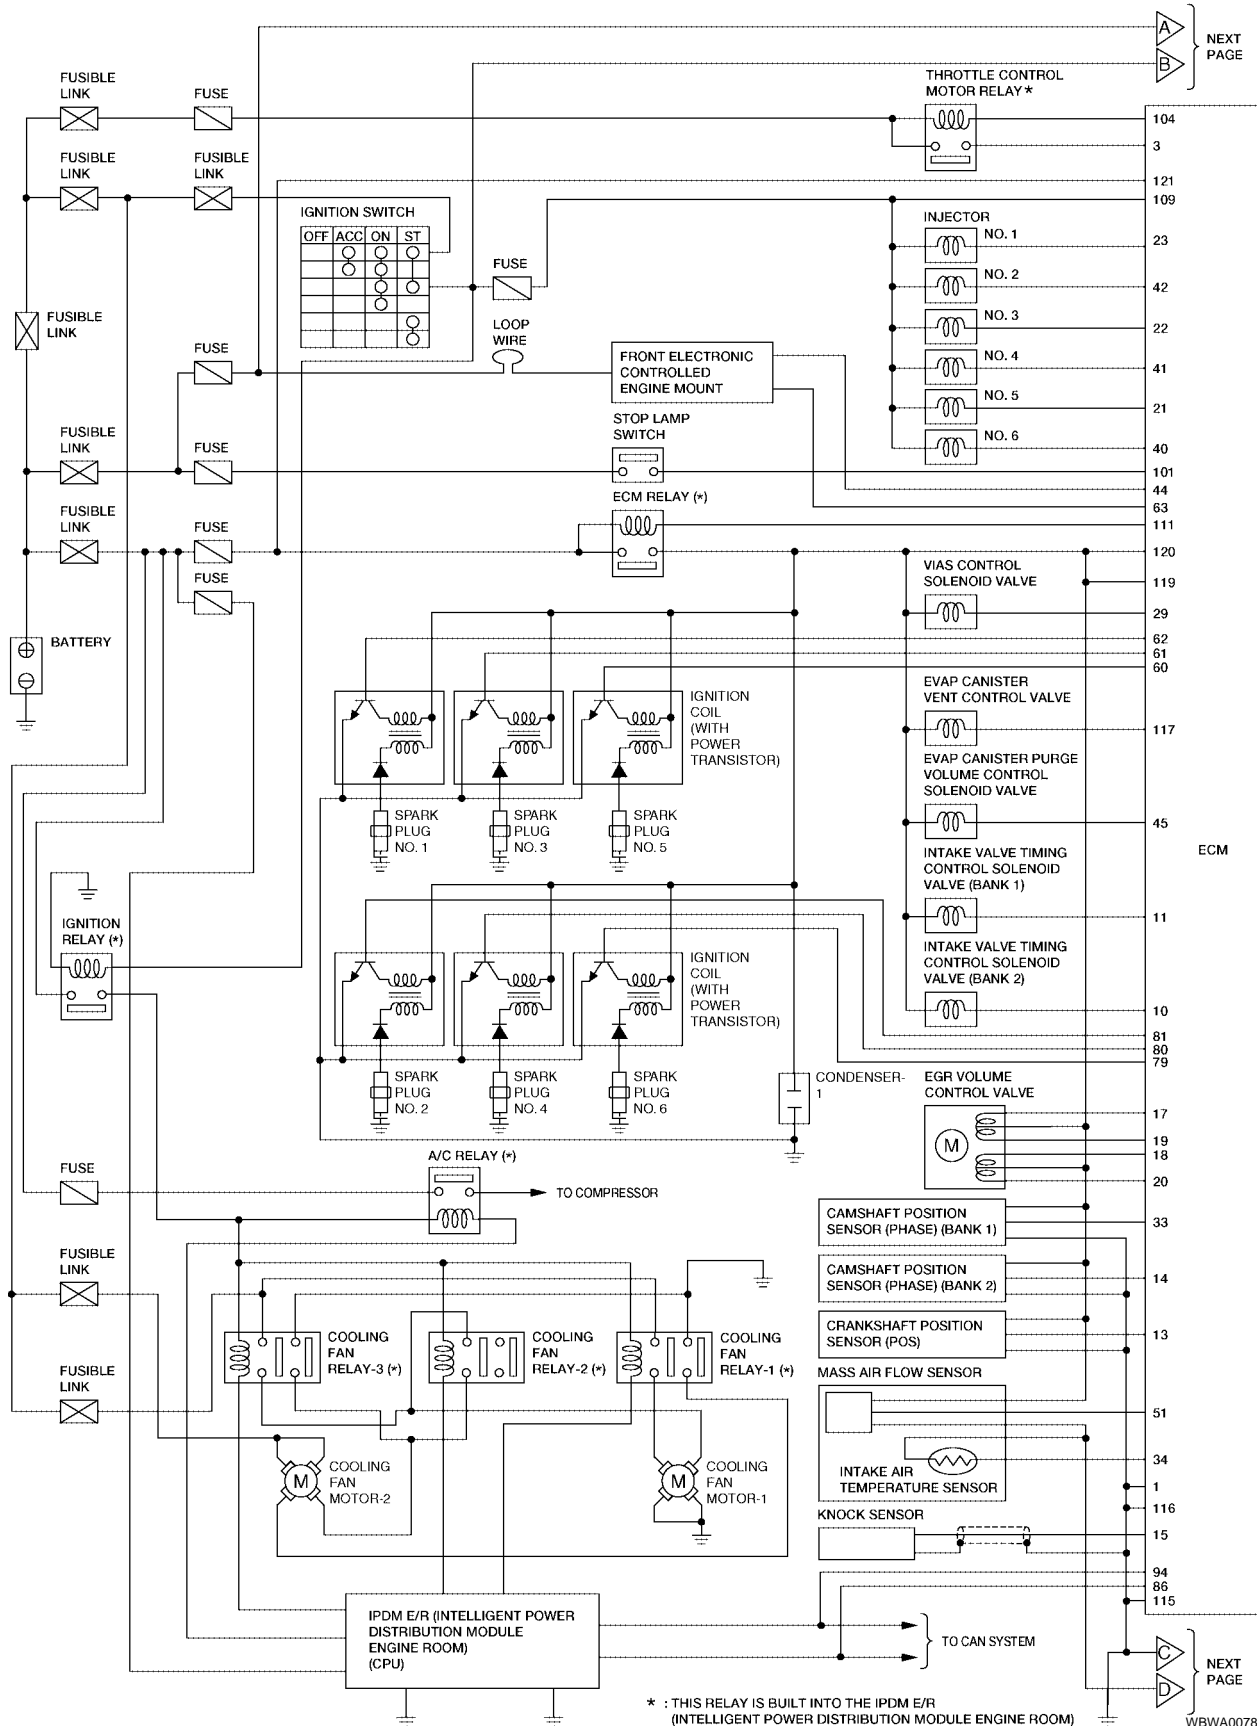 A
B
NEXT
PAGE
FUSIBLE
LINK
FUSE
THROTTLE CONTROL
MOTOR RELAY *
104
3
FUSIBLE
LINK
FUSIBLE
LINK
121
109
IGNITION SWITCH
OFF ACC ON ST
FUSE
INJECTOR
NO. 1
23
NO. 2
42
NO. 3
22
NO. 4
41
NO. 5
21
NO. 6
40
FUSIBLE
LINK
LOOP
WIRE
FUSE
FRONT ELECTRONIC
CONTROLLED
ENGINE MOUNT
STOP LAMP
SWITCH
FUSIBLE
LINK
FUSE
101
44
63
ECM RELAY (*)
111
FUSIBLE
LINK
FUSE
120
119
FUSE
VIAS CONTROL
SOLENOID VALVE
29
62
61
60
BATTERY
IGNITION
COIL
(WITH
POWER
TRANSISTOR)
EVAP CANISTER
VENT CONTROL VALVE
117
EVAP CANISTER PURGE
VOLUME CONTROL
SOLENOID VALVE
45
SPARK
PLUG
NO. 1
SPARK
PLUG
NO. 3
SPARK
PLUG
NO. 5
ECM
INTAKE VALVE TIMING
CONTROL SOLENOID
VALVE (BANK 1)
11
IGNITION
RELAY (*)
INTAKE VALVE TIMING
CONTROL SOLENOID
VALVE (BANK 2)
10
IGNITION
COIL
(WITH
POWER
TRANSISTOR)
81
80
79
SPARK
PLUG
NO. 2
SPARK
PLUG
NO. 4
SPARK
PLUG
NO. 6
CONDENSER-
1
EGR VOLUME
CONTROL VALVE
M
17
19
18
20
FUSE
A/C RELAY (*)
TO COMPRESSOR
CAMSHAFT POSITION
SENSOR (PHASE) (BANK 1)
33
FUSIBLE
LINK
CAMSHAFT POSITION
SENSOR (PHASE) (BANK 2)
14
COOLING
FAN
RELAY-3 (*)
COOLING
FAN
RELAY-2 (*)
COOLING
FAN
RELAY-1 (*)
CRANKSHAFT POSITION
SENSOR (POS)
13
FUSIBLE
LINK
MASS AIR FLOW SENSOR
51
34
INTAKE AIR
TEMPERATURE SENSOR
M
COOLING
FAN
MOTOR-2
M
COOLING
FAN
MOTOR-1
1
116
KNOCK SENSOR
15
94
86
115
IPDM E/R (INTELLIGENT POWER
DISTRIBUTION MODULE
ENGINE ROOM)
(CPU)
TO CAN SYSTEM
C
D
NEXT
PAGE
* : THIS RELAY IS BUILT INTO THE IPDM E/R
(INTELLIGENT POWER DISTRIBUTION MODULE ENGINE ROOM)
WBWA0078